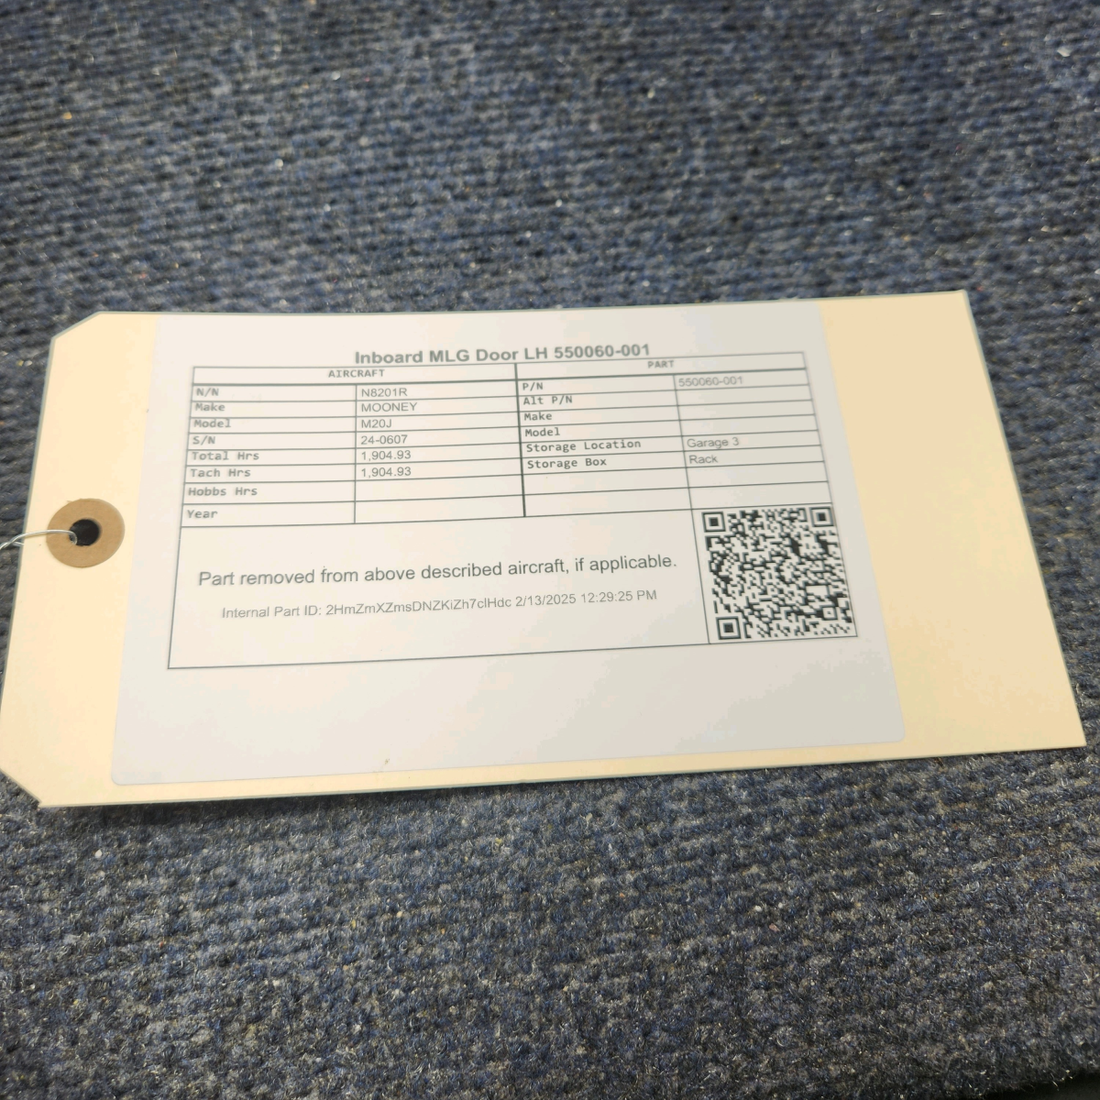 Inboard MLG Door LH 550060-001
AIRCRAFT PART
N/N N8201R P/N 550060-001
Make MOONEY Alt P/N
Model M20J Make
S/N 24-0607 Model
Total Hrs 1,904.93 Storage Location Garage 3
Tach Hrs 1,904.93 Storage Box Rack
Hobbs Hrs
Year
Part removed from above described aircraft, if applicable.
Internal Part ID: 2HmZmXZmsDNZKiZh7clHdc 2/13/2025 12:29:25 PM